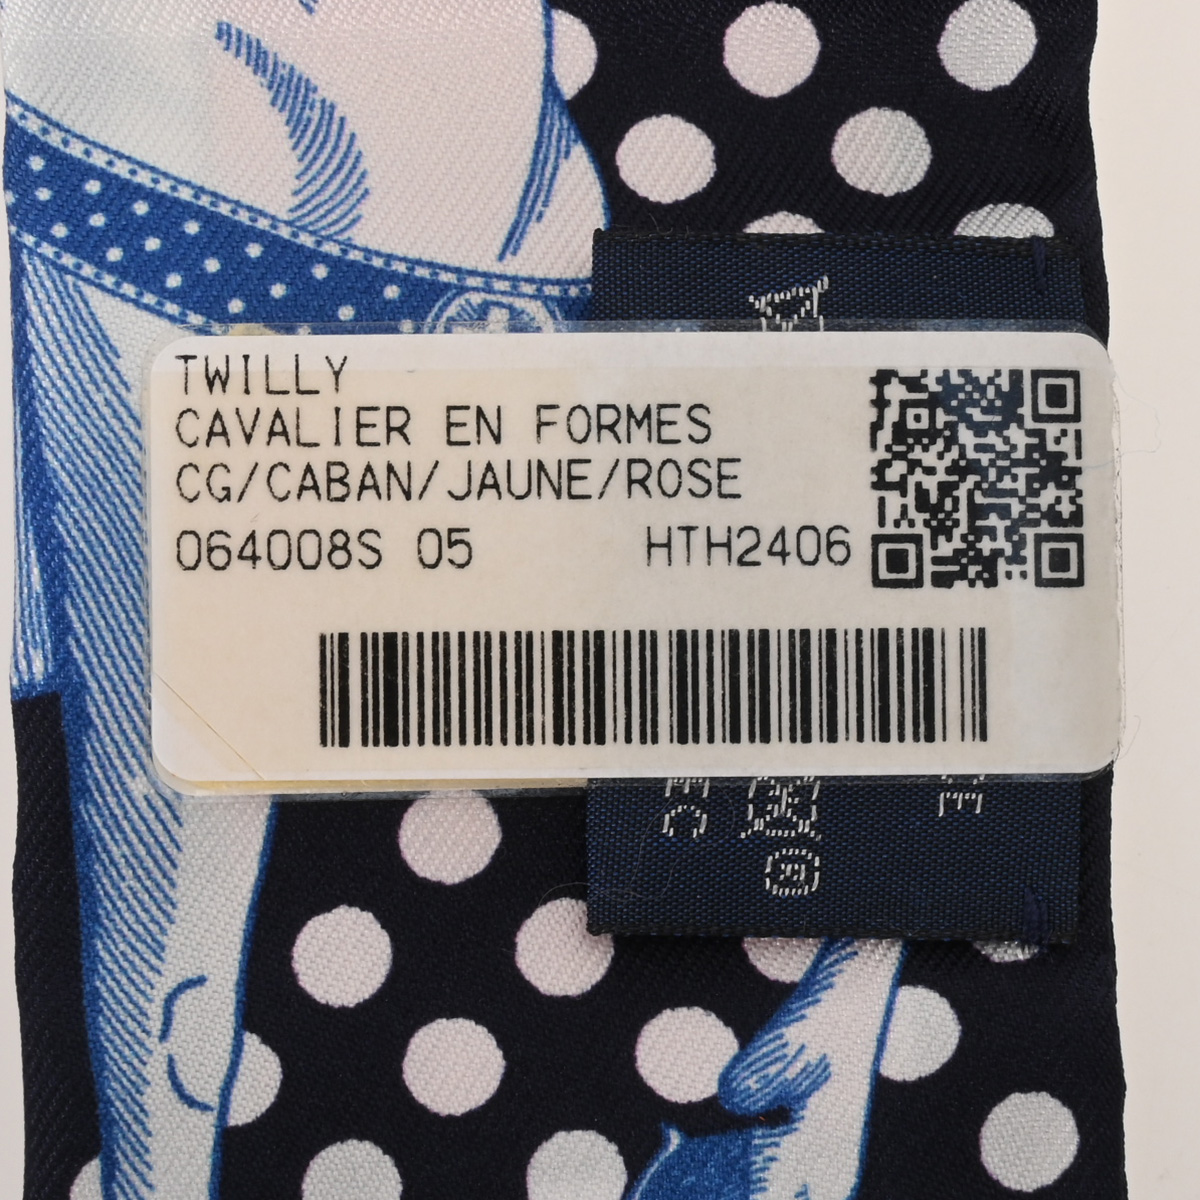 TWILLY
CAVALIER EN FORMES
CG/CABAN/JAUNE/ROSE
064008S 05 HTH2406